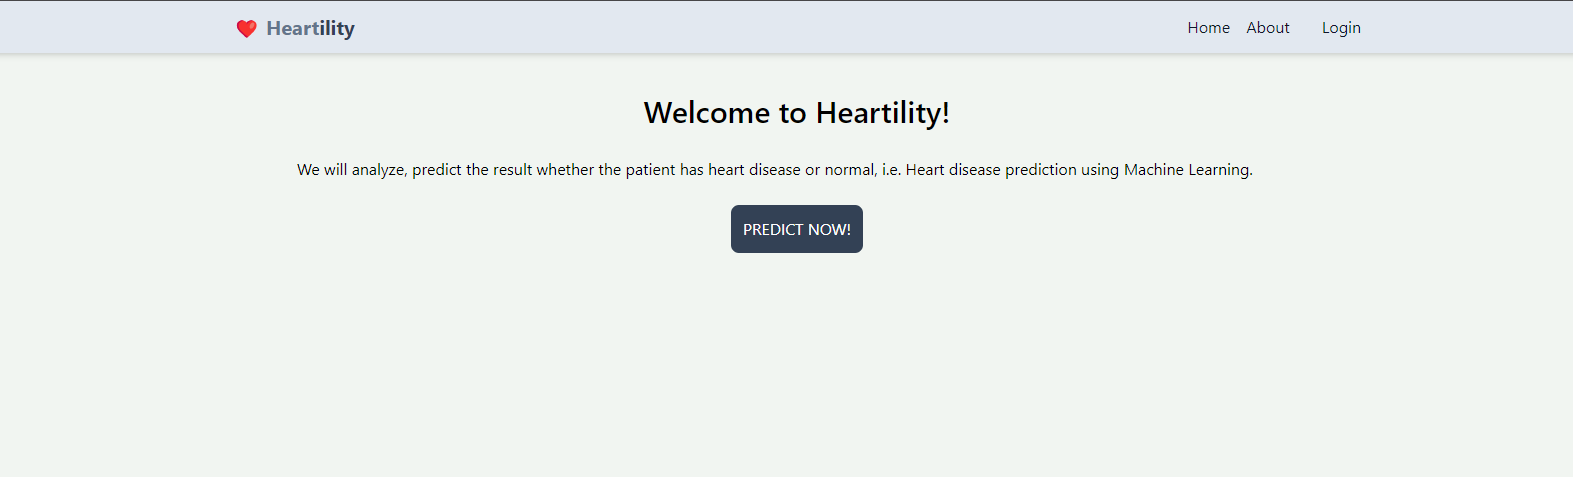 Heartility
Home About Login
Welcome to Heartility!
We will analyze, predict the result whether the patient has heart disease or normal, i.e. Heart disease prediction using Machine Learning.
PREDICT NOW!